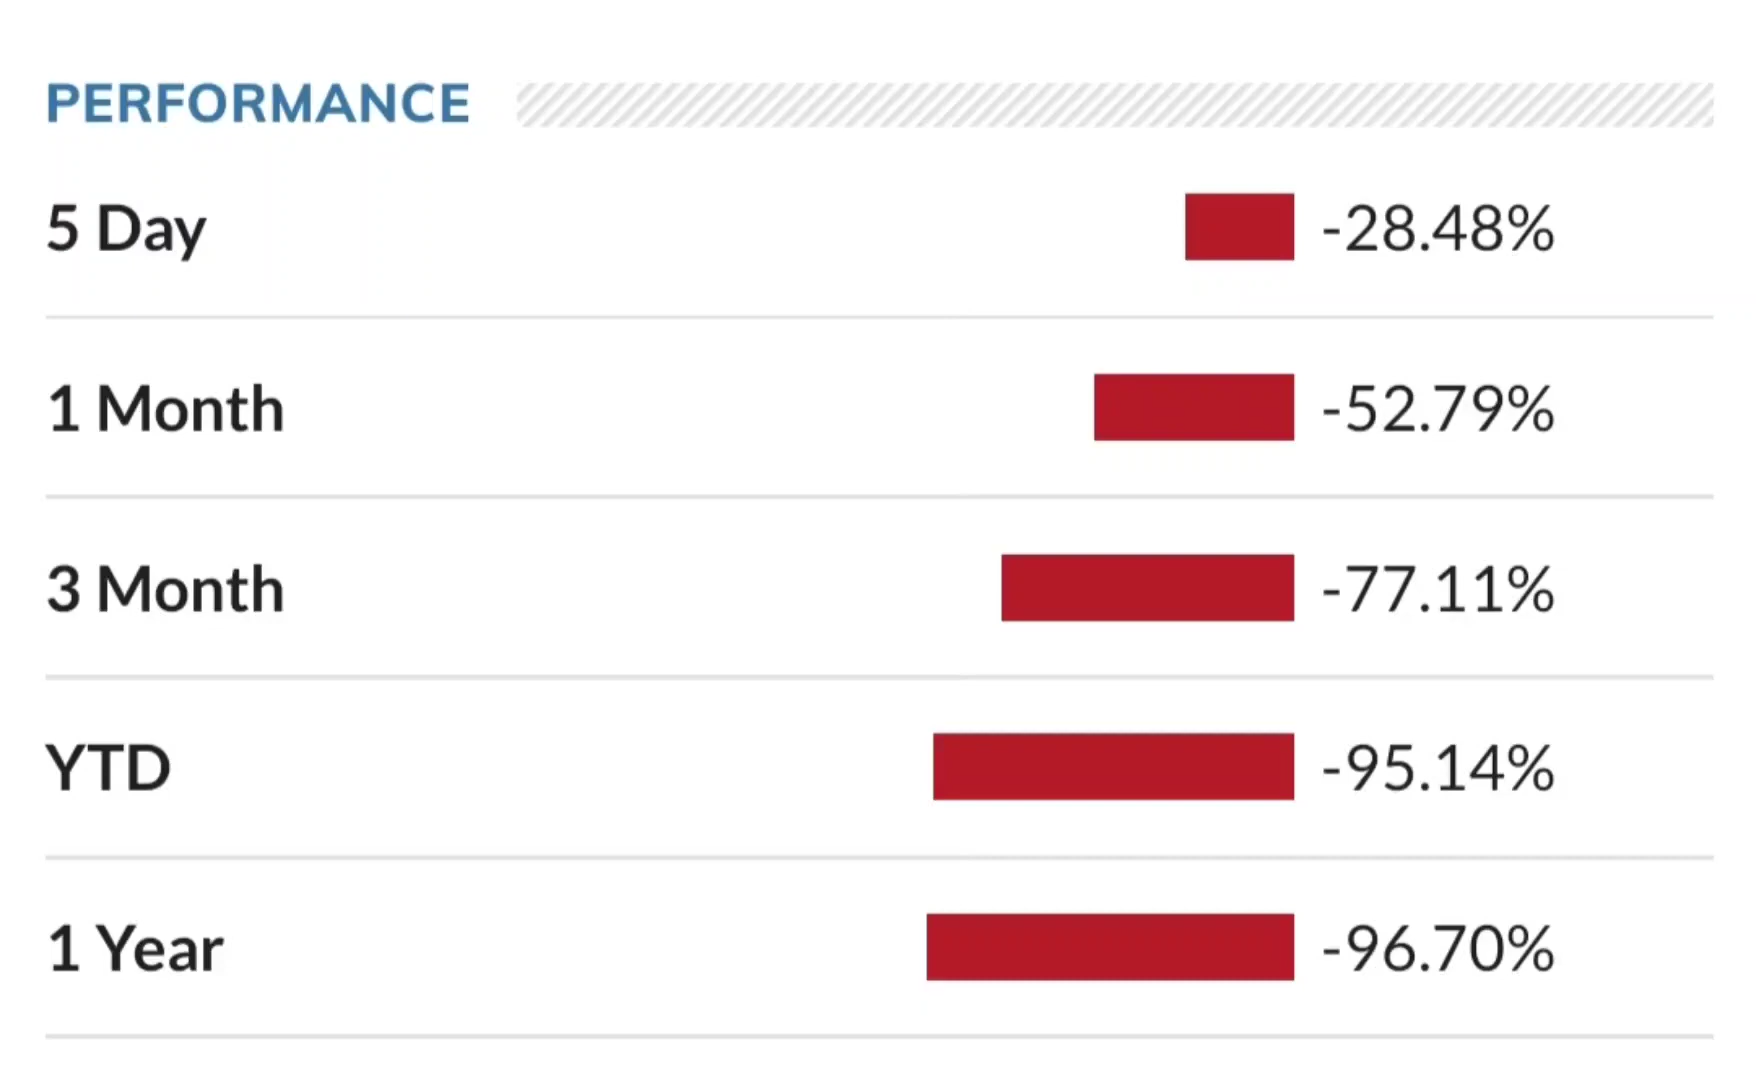 PERFORMANCE
5 Day -28.48%
1 Month -52.79%
3 Month -77.11%
YTD -95.14%
1 Year -96.70%